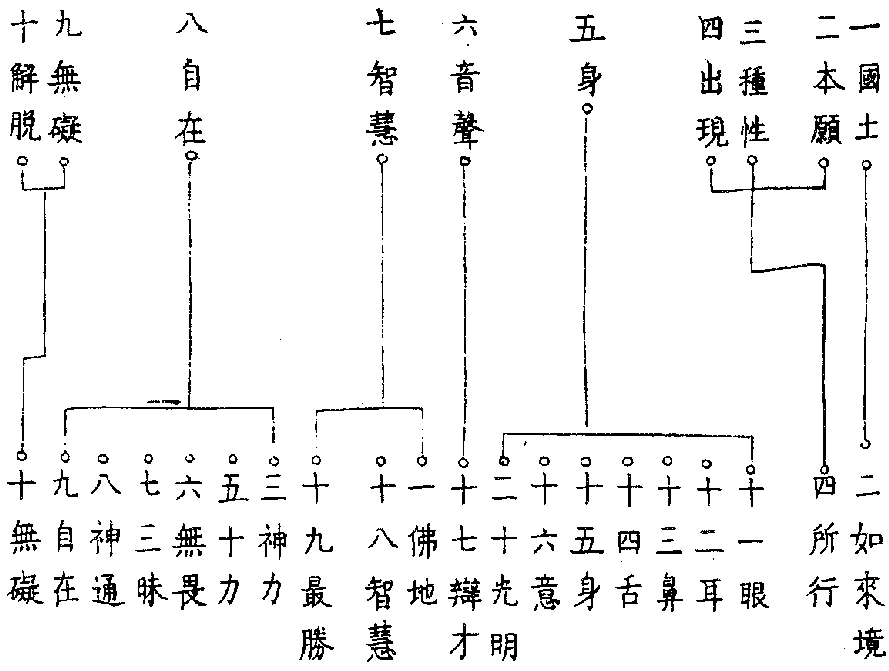 一國土
二本願
三種性
四出現
五身
六音聲
七智慧
八自在
九無礙
十解脫
二如來境
四所行
十一眼
十二耳
十三鼻
十四舌
十五身
十六意
二十光明
十七辯才
一佛地
十八智慧
十九最勝
三神力
五十力
六無畏
七三昧
八神通
九自在
十無礙